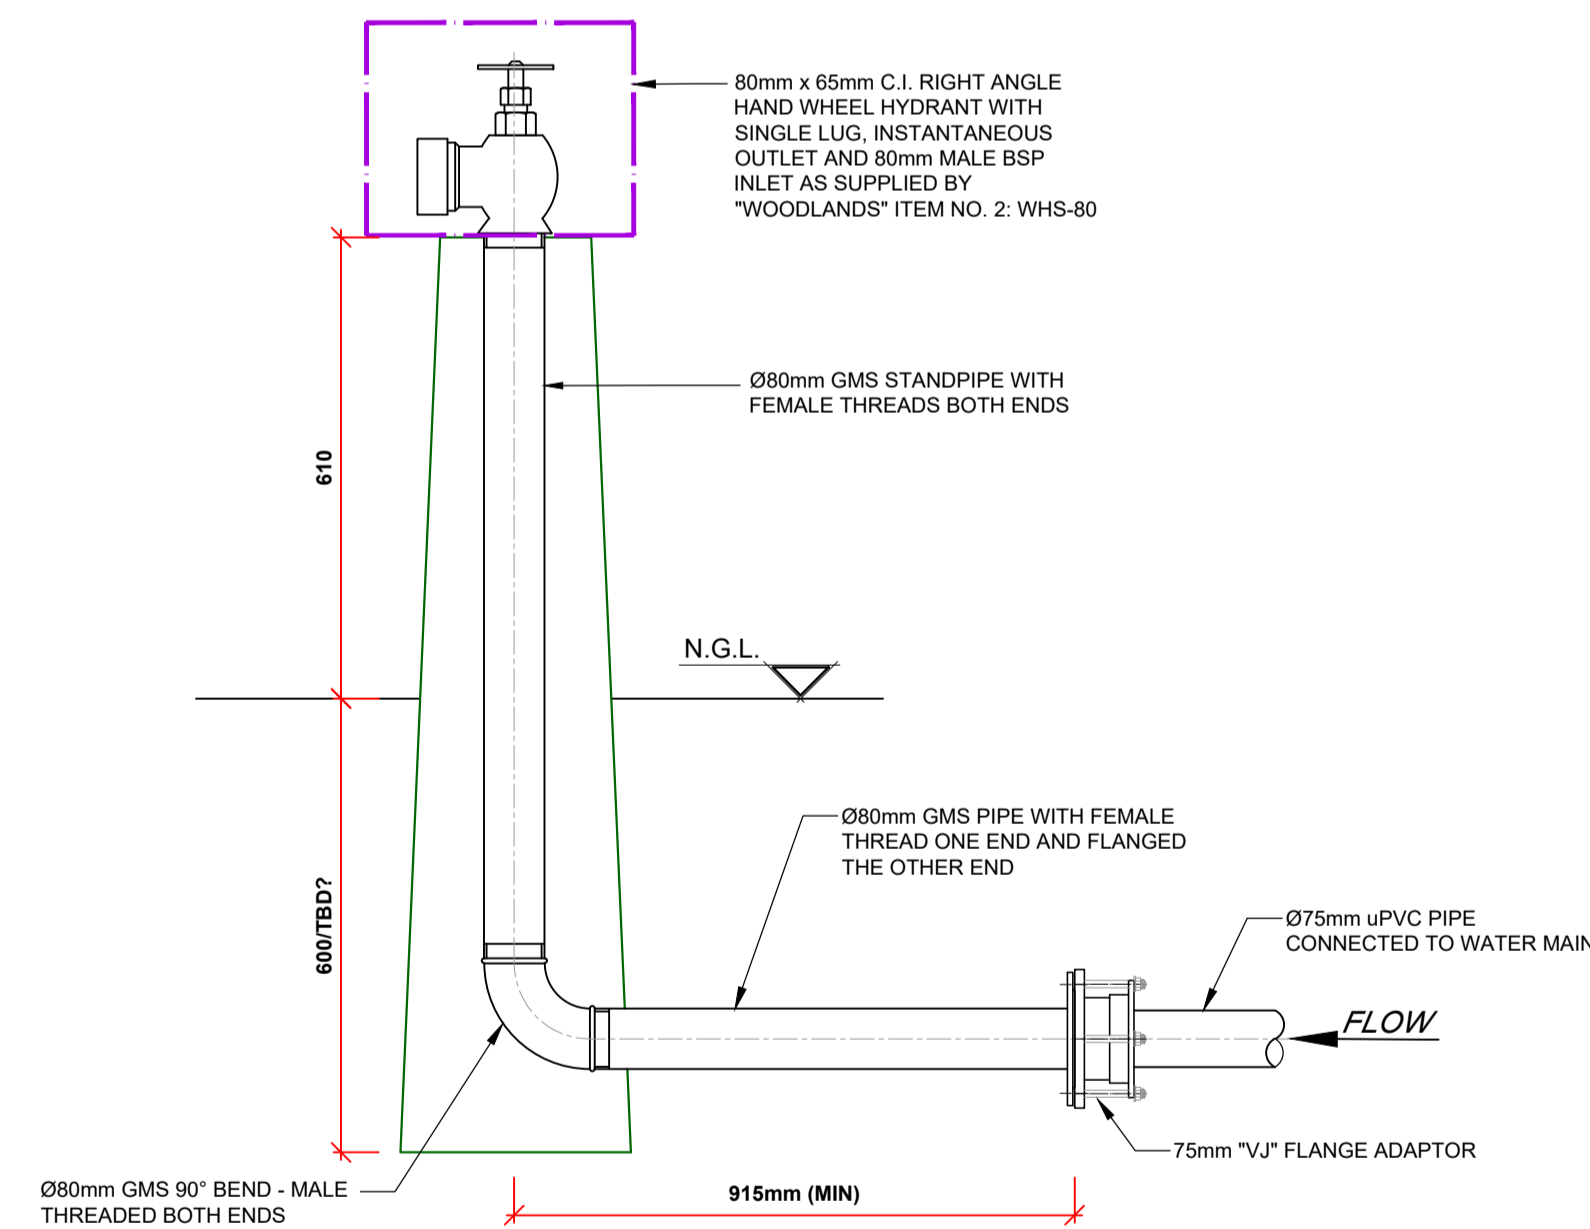 80mm x 65mm C.I. RIGHT ANGLE
HAND WHEEL HYDRANT WITH
SINGLE LUG, INSTANTANEOUS
OUTLET AND 80mm MALE BSP
INLET AS SUPPLIED BY
"WOODLANDS" ITEM NO. 2: WHS-80
Ø80mm GMS STANDPIPE WITH
FEMALE THREADS BOTH ENDS
610
N.G.L.
Ø80mm GMS PIPE WITH FEMALE
THREAD ONE END AND FLANGED
THE OTHER END
600/TBD?
Ø75mm uPVC PIPE
CONNECTED TO WATER MAIN
FLOW
75mm "VJ" FLANGE ADAPTOR
Ø80mm GMS 90° BEND - MALE
THREADED BOTH ENDS
915mm (MIN)